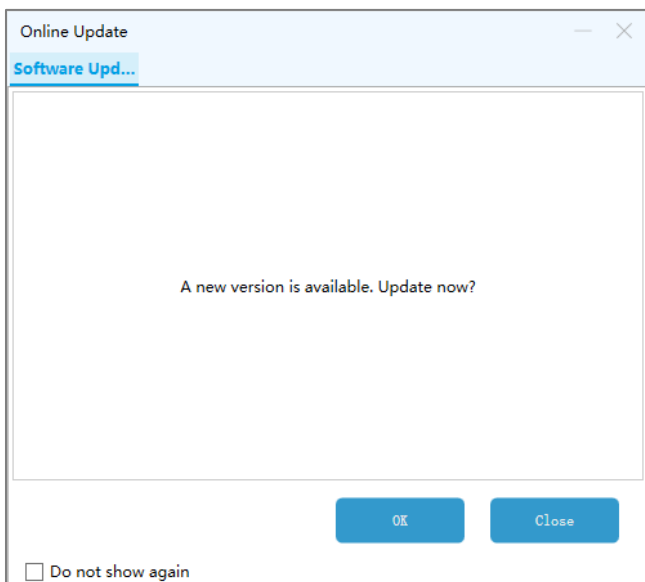 Online Update
Software Upd...
A new version is available. Update now?
OK
Close
Do not show again